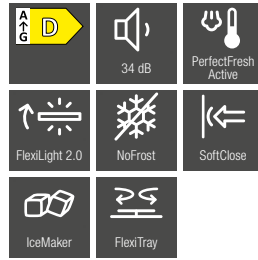 A
G
D
34 dB
PerfectFresh
Active
FlexiLight 2.0
NoFrost
SoftClose
IceMaker
FlexiTray